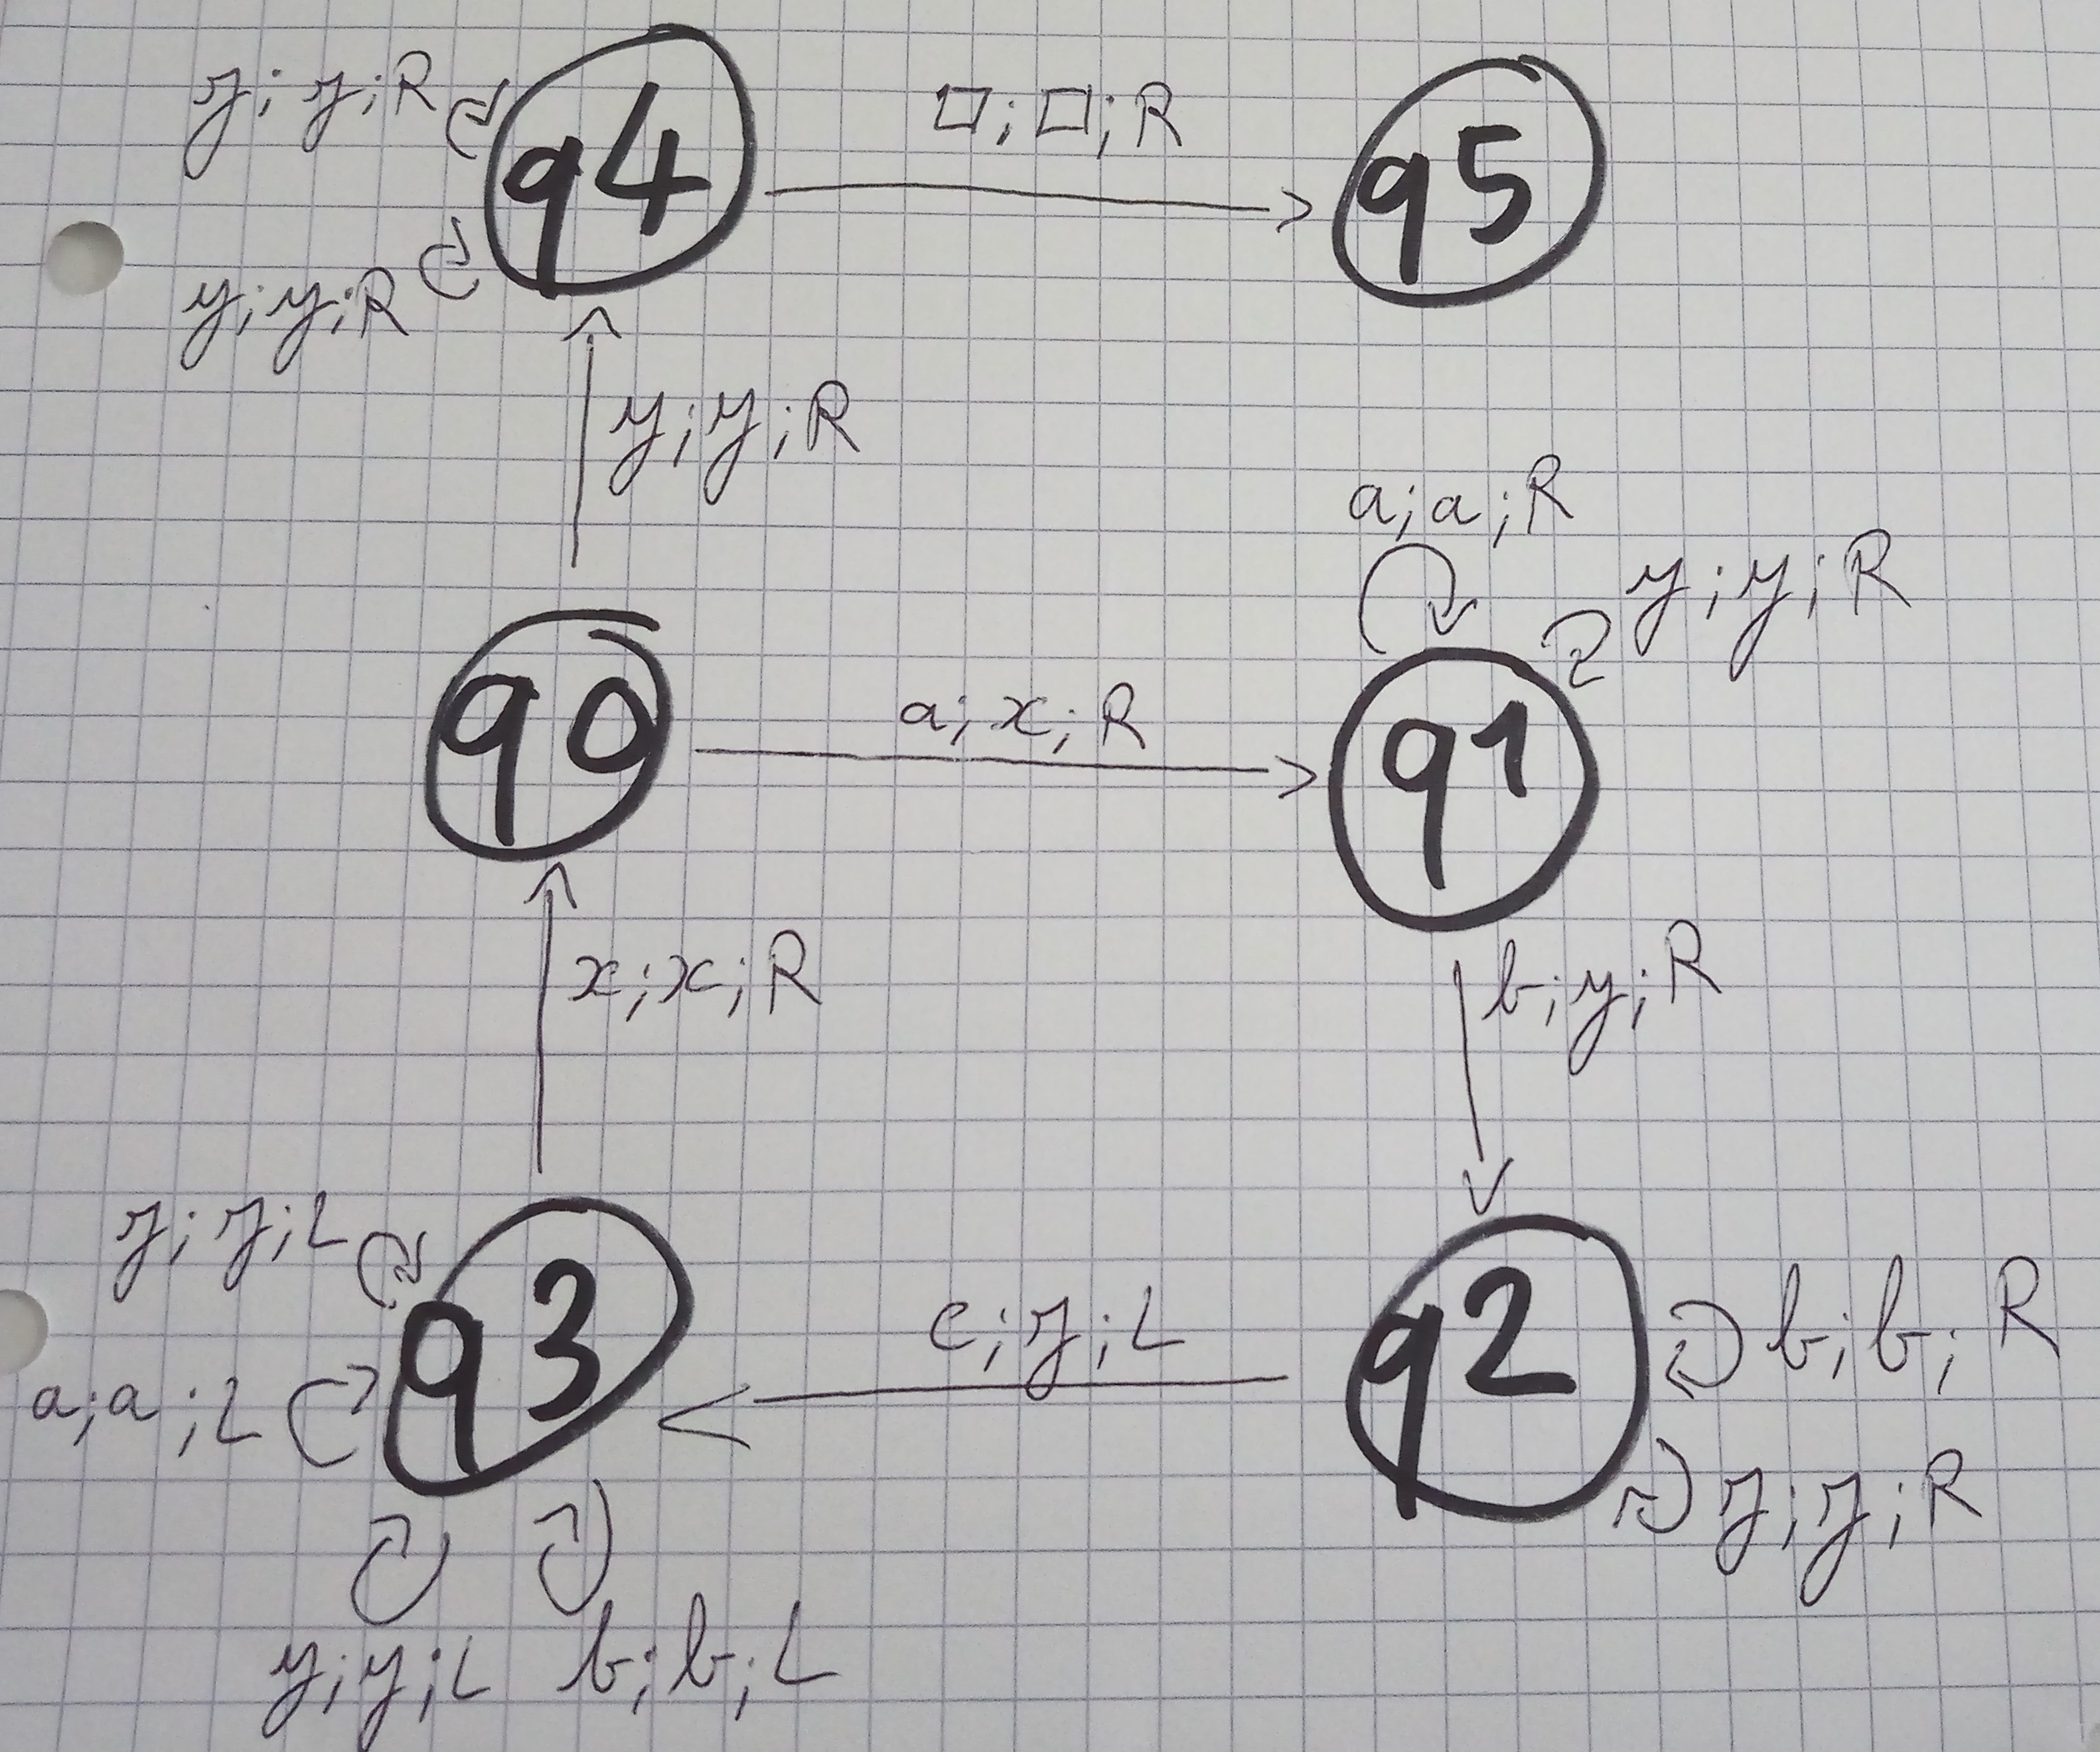 z;z;R
□;□;R
q4
q5
y;y;R
y;y;R
a;a;R
y;y;R
q0
a;x;R
q1
x;x;R
b;y;R
z;z;L
q3
c;z;L
q2
b;b;R
a;a;L
z;z;R
y;y;L
b;b;L